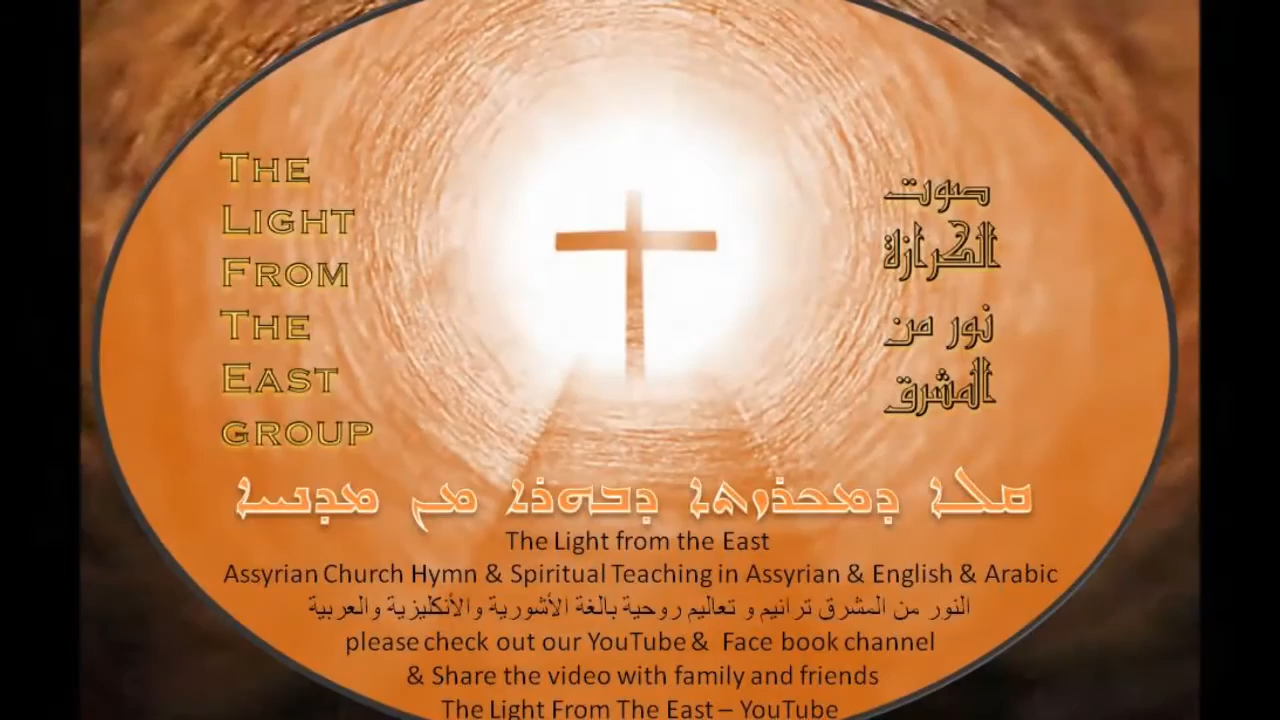 THE
LIGHT
FROM
THE
EAST
GROUP
صوت
الكرازة
نور من
المشرق
ܩܠܐ ܕܡܟܪܙܘܬܐ ܕܒܗܪܐ ܡܢ ܡܕܢܚܐ
The Light from the East
Assyrian Church Hymn & Spiritual Teaching in Assyrian & English & Arabic
النور من المشرق ترانيم و تعاليم روحية بالغة الأشورية والأنكليزية والعربية
please check out our YouTube & Face book channel
& Share the video with family and friends
The Light From The East – YouTube